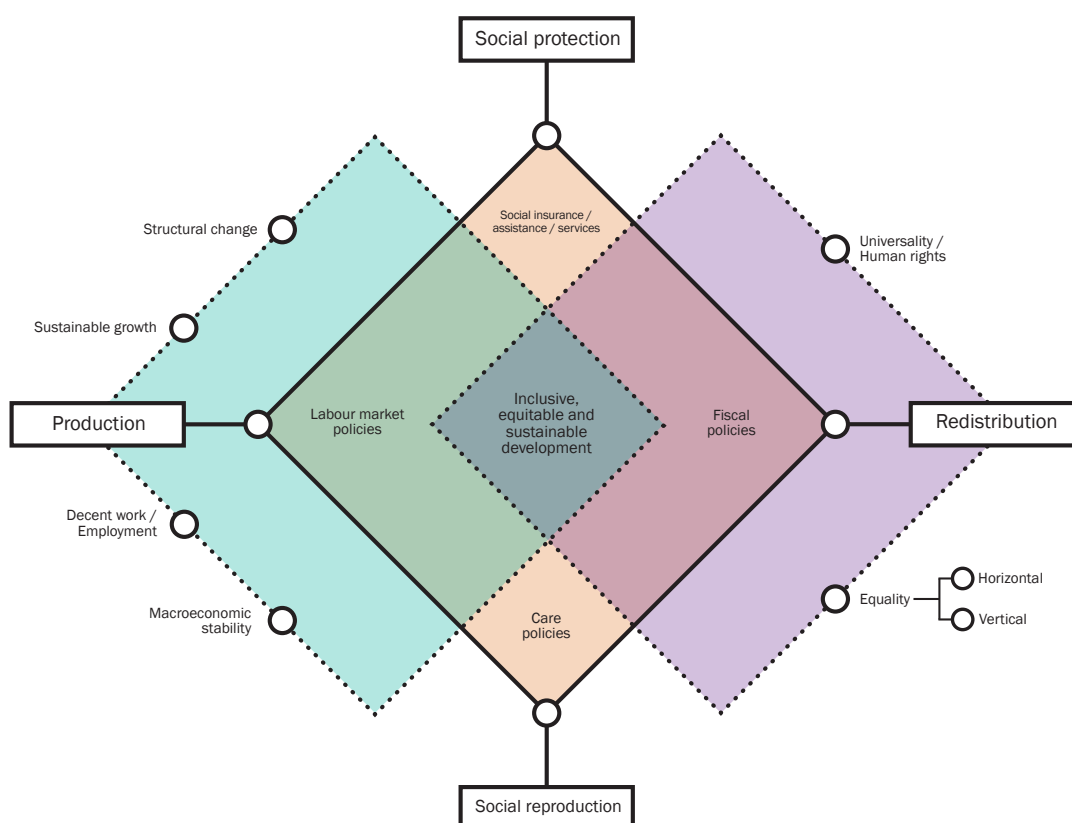 Social protection
Social insurance /
assistance / services
Structural change
Universality /
Human rights
Sustainable growth
Production
Labour market
policies
Inclusive,
equitable and
sustainable
development
Fiscal
policies
Redistribution
Decent work /
Employment
Macroeconomic
stability
Care
policies
Equality
Horizontal
Vertical
Social reproduction